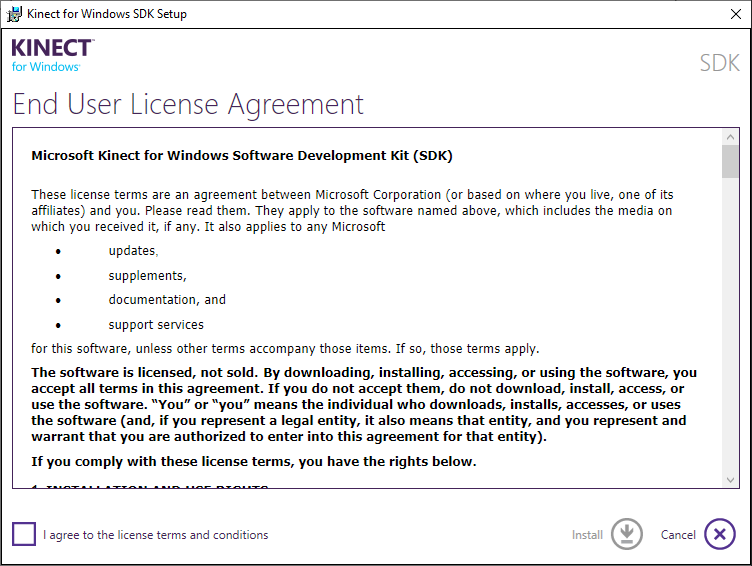 Kinect for Windows SDK Setup
KINECT™
for Windows®
SDK
End User License Agreement
Microsoft Kinect for Windows Software Development Kit (SDK)
These license terms are an agreement between Microsoft Corporation (or based on where you live, one of its
affiliates) and you. Please read them. They apply to the software named above, which includes the media on
which you received it, if any. It also applies to any Microsoft
• updates,
• supplements,
• documentation, and
• support services
for this software, unless other terms accompany those items. If so, those terms apply.
The software is licensed, not sold. By downloading, installing, accessing, or using the software, you
accept all terms in this agreement. If you do not accept them, do not download, install, access, or
use the software. “You” or “you” means the individual who downloads, installs, accesses, or uses
the software (and, if you represent a legal entity, it also means that entity, and you represent and
warrant that you are authorized to enter into this agreement for that entity).
If you comply with these license terms, you have the rights below.
1. INSTALLATION AND USE RIGHTS
I agree to the license terms and conditions
Install
Cancel